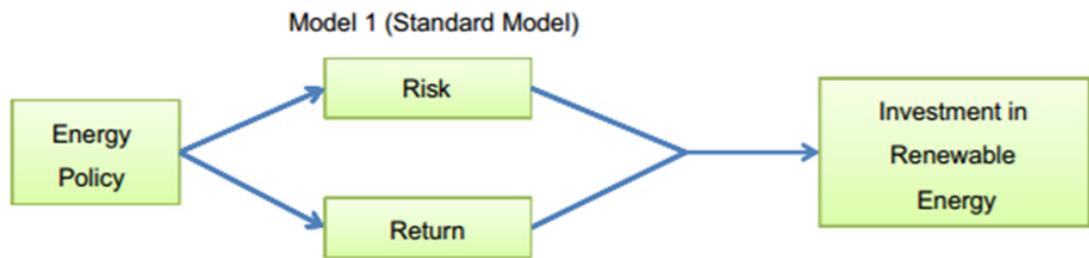 Model 1 (Standard Model)
Risk
Energy
Policy
Return
Investment in
Renewable
Energy